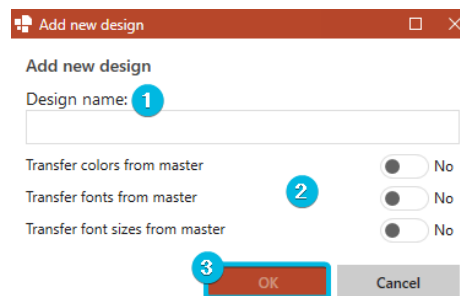 Add new design
Add new design
Design name: 1
Transfer colors from master No
Transfer fonts from master 2 No
Transfer font sizes from master No
3 OK Cancel